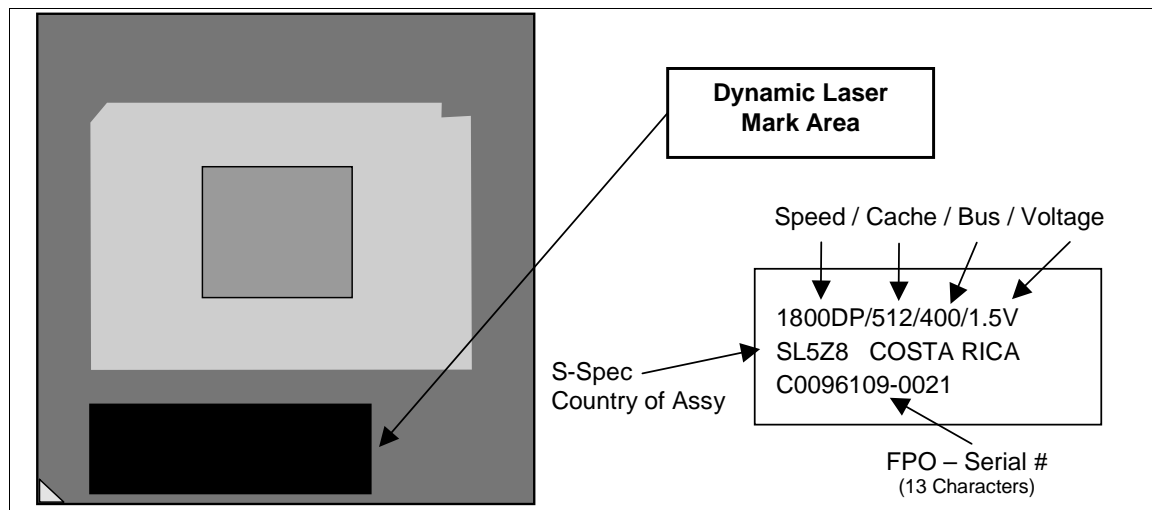 Dynamic Laser
Mark Area
Speed / Cache / Bus / Voltage
1800DP/512/400/1.5V
SL5Z8 COSTA RICA
C0096109-0021
S-Spec
Country of Assy
FPO – Serial #
(13 Characters)